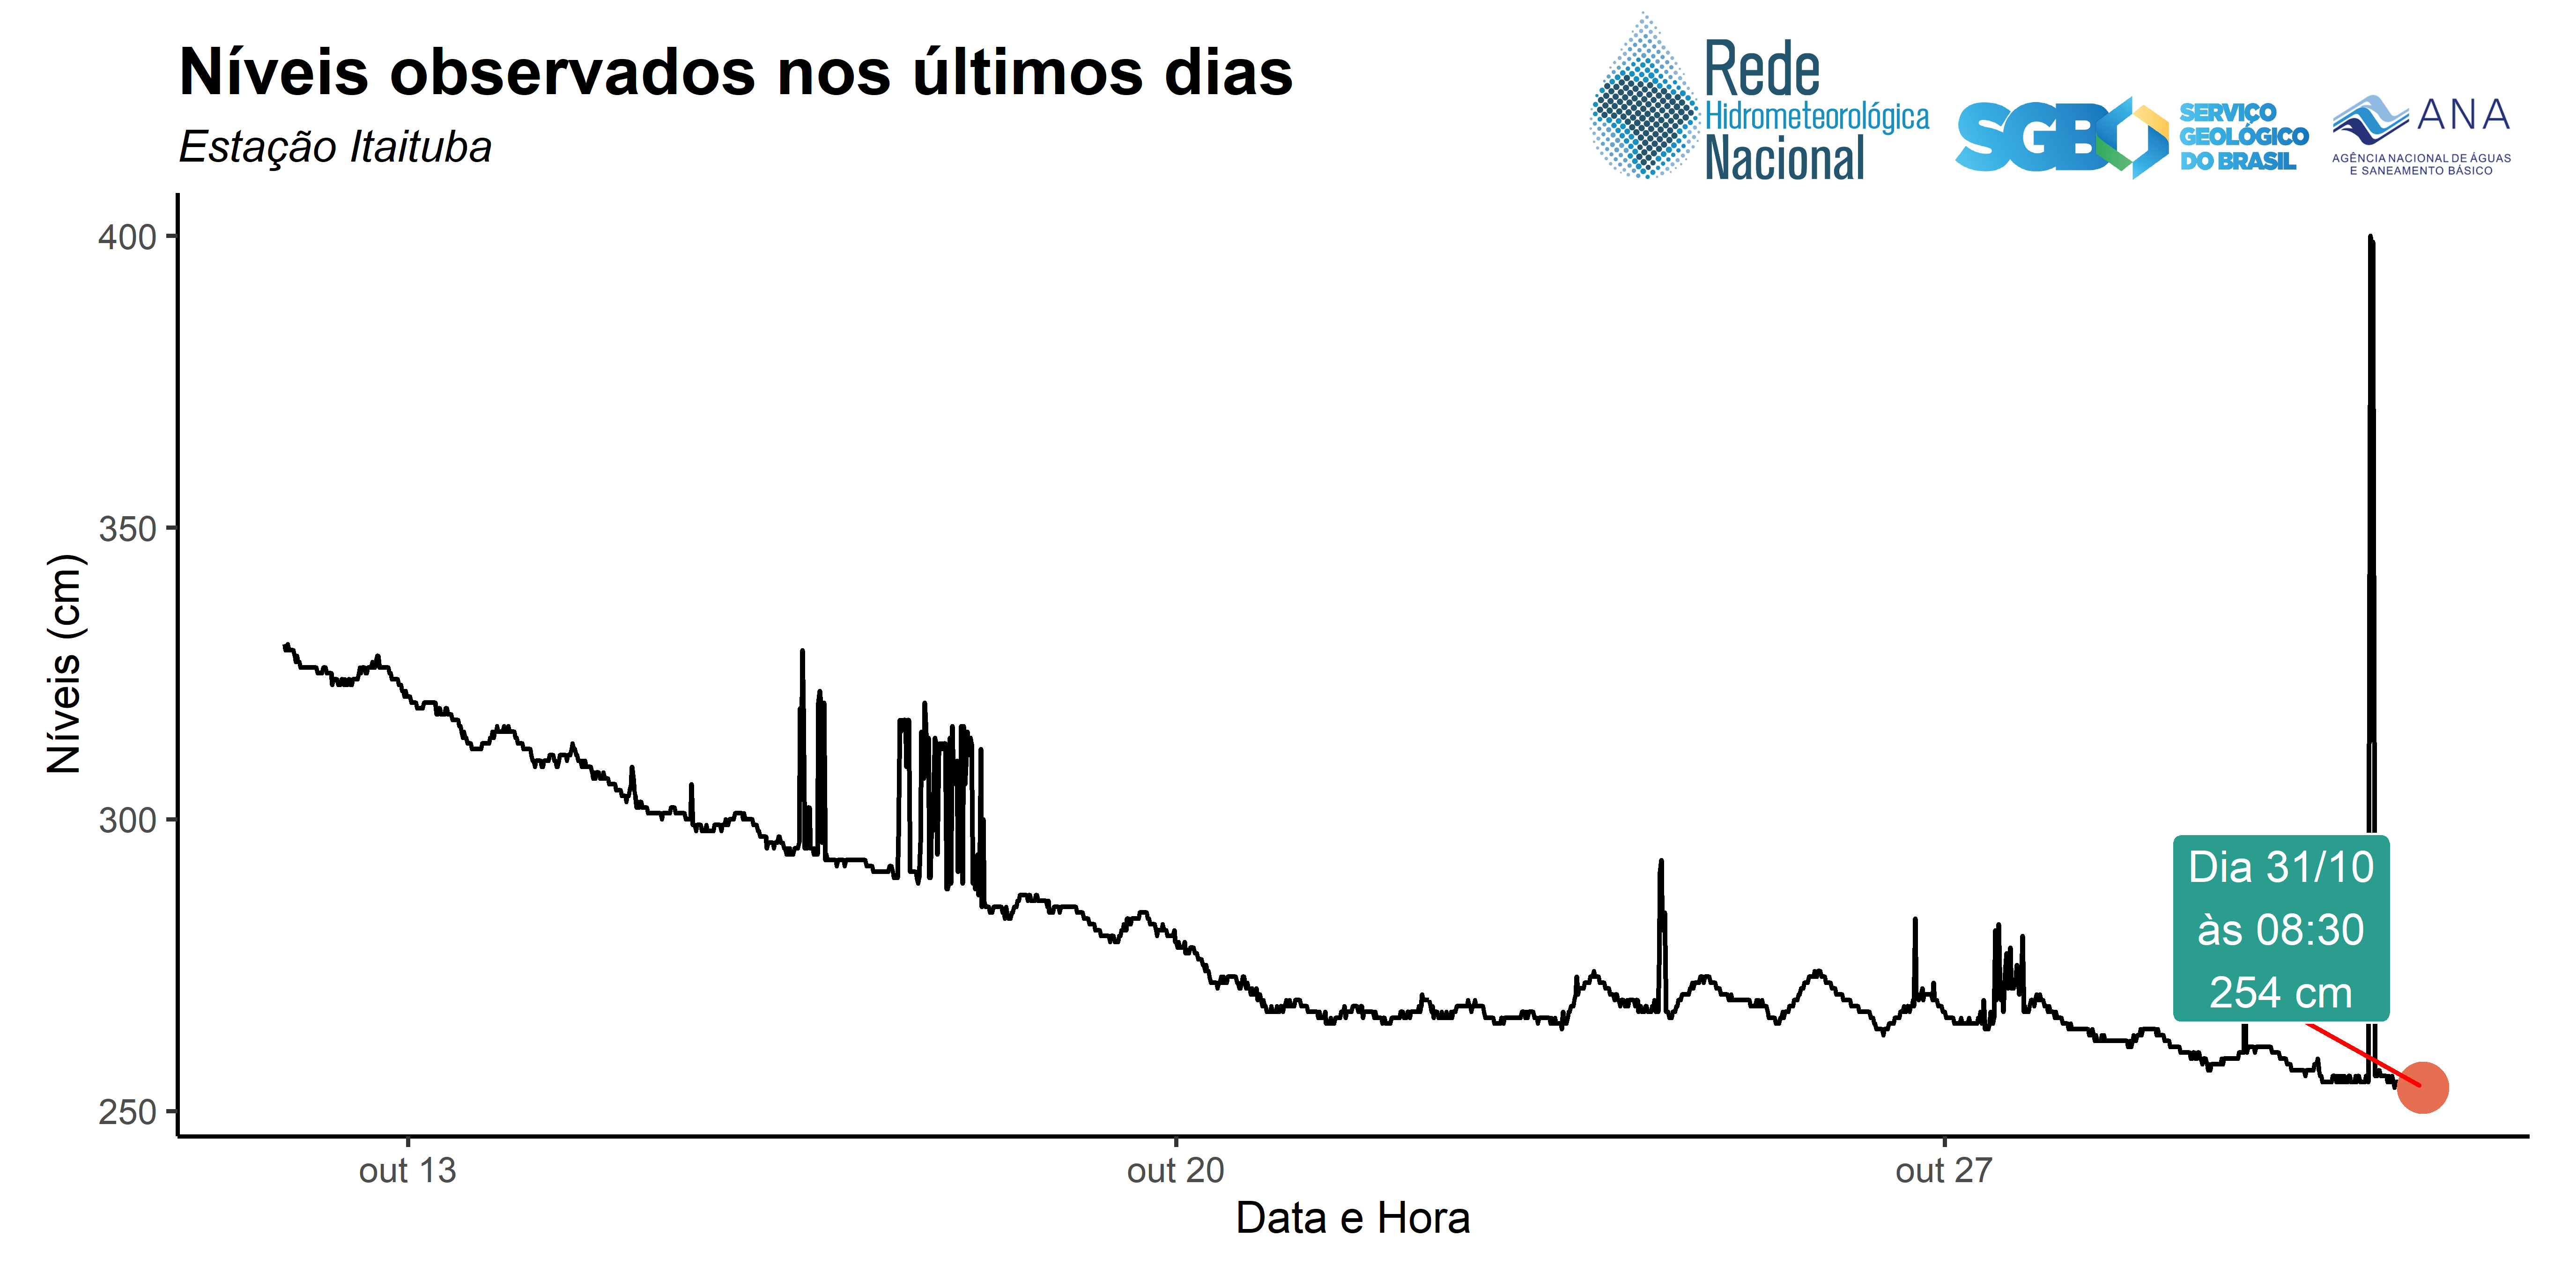 Níveis observados nos últimos dias
Estação Itaituba
Rede
Hidrometeorológica
Nacional
SGB
SERVIÇO
GEOLÓGICO
DO BRASIL
ANA
AGÊNCIA NACIONAL DE ÁGUAS
E SANEAMENTO BÁSICO
400
350
300
250
Níveis (cm)
Dia 31/10
às 08:30
254 cm
out 13
out 20
out 27
Data e Hora